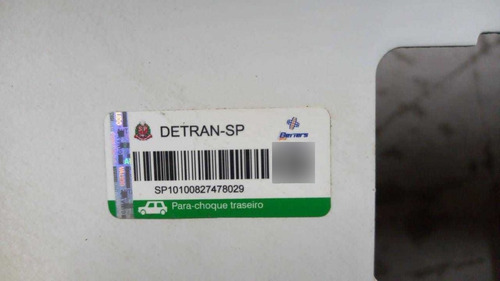 DETRAN-SP
SP10100827478029
Para-choque traseiro